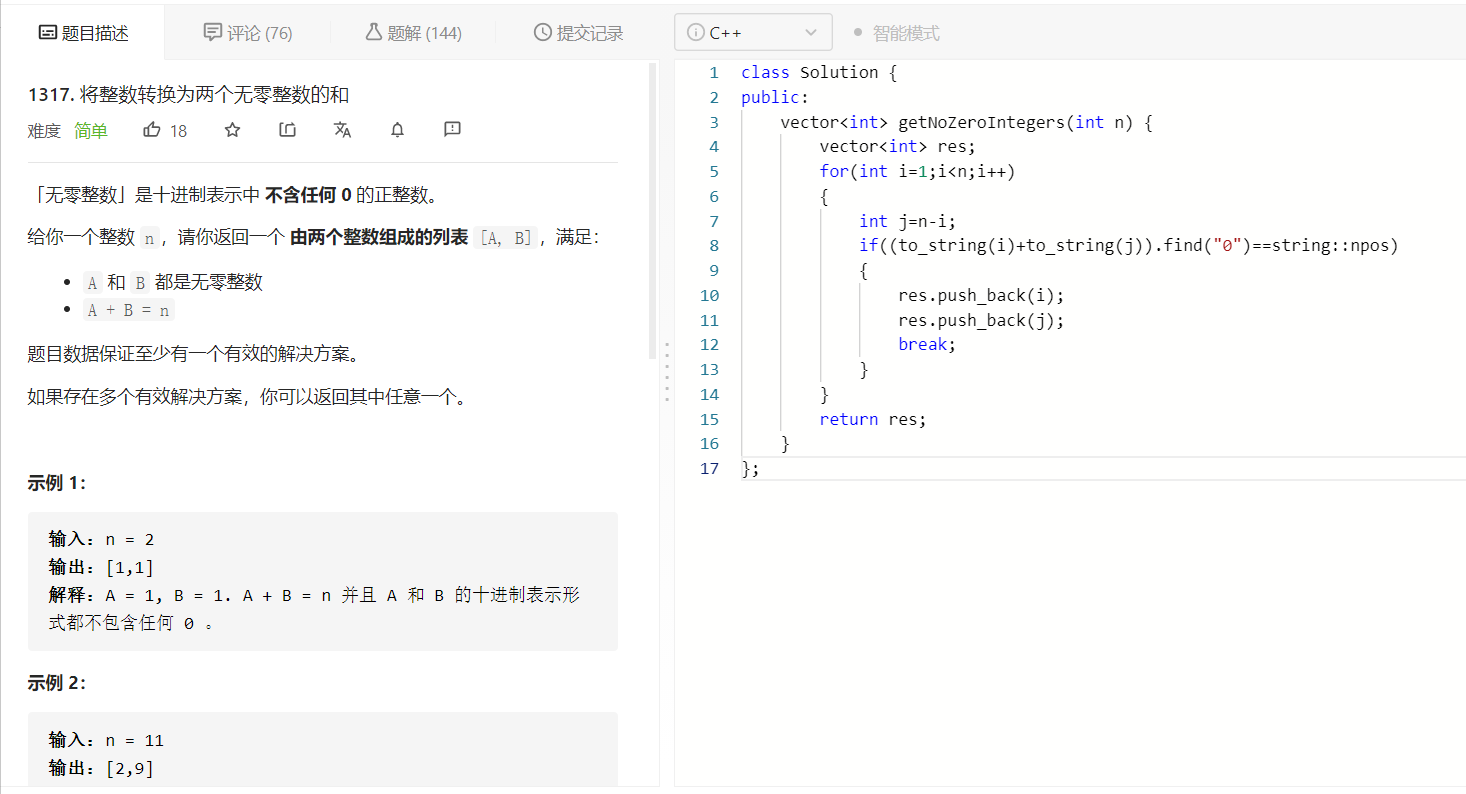 题目描述
评论 (76)
题解 (144)
提交记录
C++
智能模式
1317. 将整数转换为两个无零整数的和
难度 简单 18
「无零整数」是十进制表示中 不含任何 0 的正整数。
给你一个整数 n，请你返回一个 由两个整数组成的列表 [A, B]，满足：
A 和 B 都是无零整数
A + B = n
题目数据保证至少有一个有效的解决方案。
如果存在多个有效解决方案，你可以返回其中任意一个。
示例 1：
输入：n = 2
输出：[1,1]
解释：A = 1, B = 1. A + B = n 并且 A 和 B 的十进制表示形
式都不包含任何 0 。
示例 2：
输入：n = 11
输出：[2,9]
1 class Solution {
2 public:
3 vector<int> getNoZeroIntegers(int n) {
4 vector<int> res;
5 for(int i=1;i<n;i++)
6 {
7 int j=n-i;
8 if((to_string(i)+to_string(j)).find("0")==string::npos)
9 {
10 res.push_back(i);
11 res.push_back(j);
12 break;
13 }
14 }
15 return res;
16 }
17 };